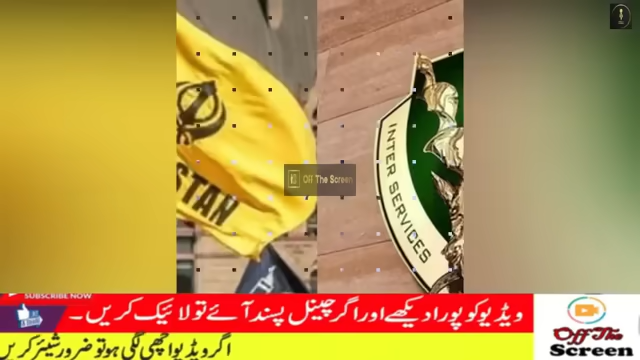 STAN
INTER SERVICES
Off The Screen
SUBSCRIBE NOW
ویڈیو کو پورا دیکھے اور اگر چینل پسند آئے تو لائیک کریں۔
اگر ویڈیو اچھی لگی ہو تو ضرور شیئر کریں
Off The
Screen